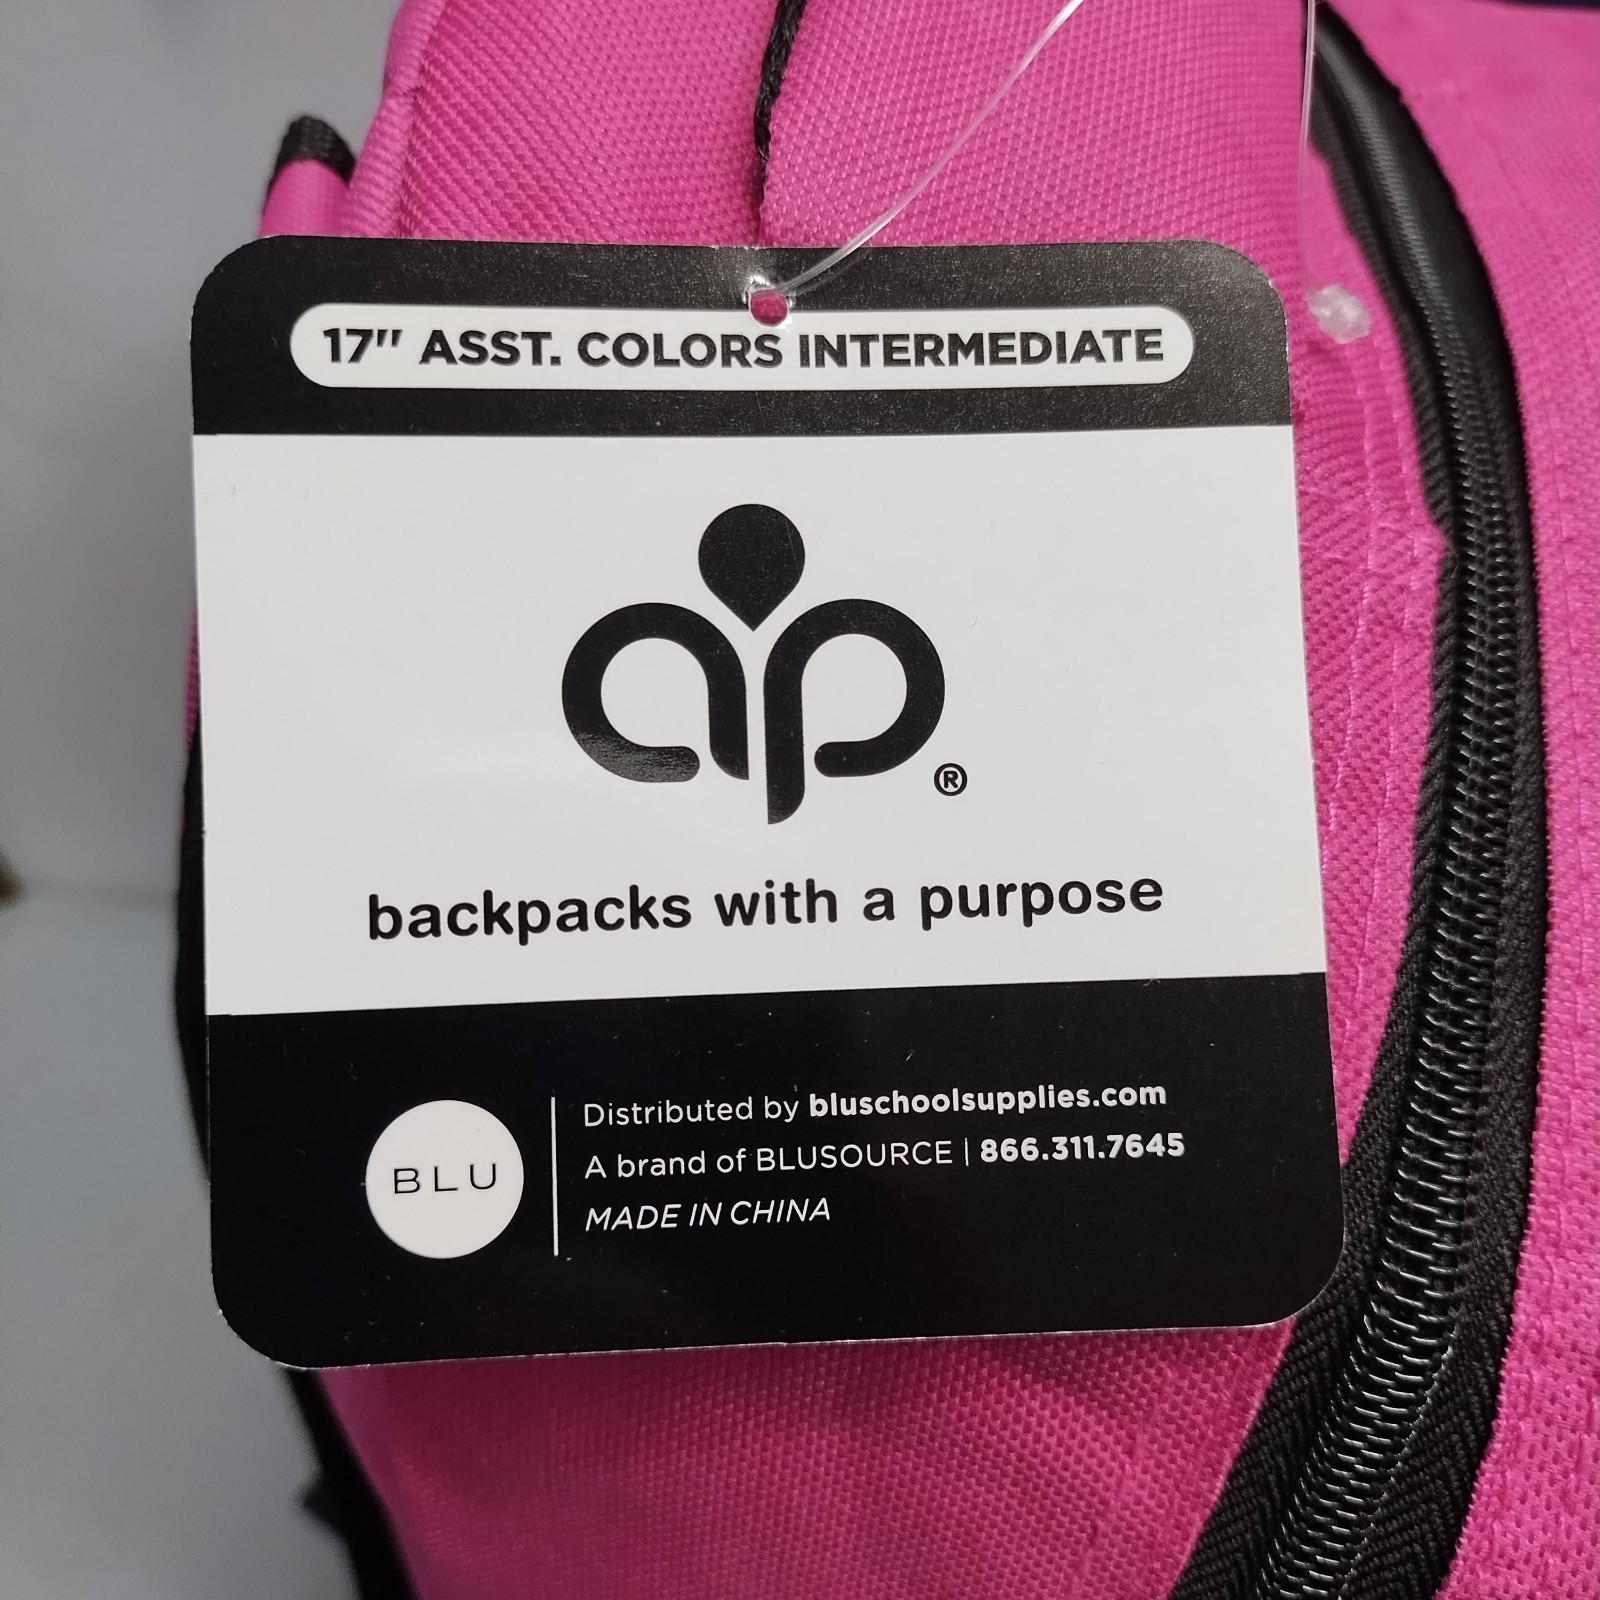 17" ASST. COLORS INTERMEDIATE
ap®
backpacks with a purpose
BLU
Distributed by bluschoolsupplies.com
A brand of BLUSOURCE | 866.311.7645
MADE IN CHINA